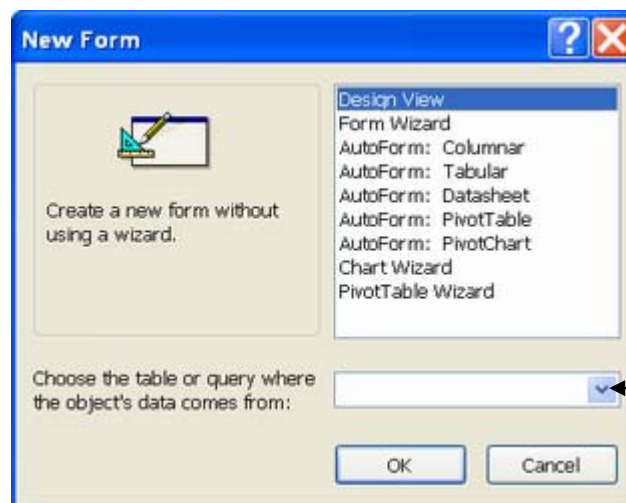 New Form
Create a new form without
using a wizard.
Design View
Form Wizard
AutoForm: Columnar
AutoForm: Tabular
AutoForm: Datasheet
AutoForm: PivotTable
AutoForm: PivotChart
Chart Wizard
PivotTable Wizard
Choose the table or query where
the object's data comes from:
OK
Cancel